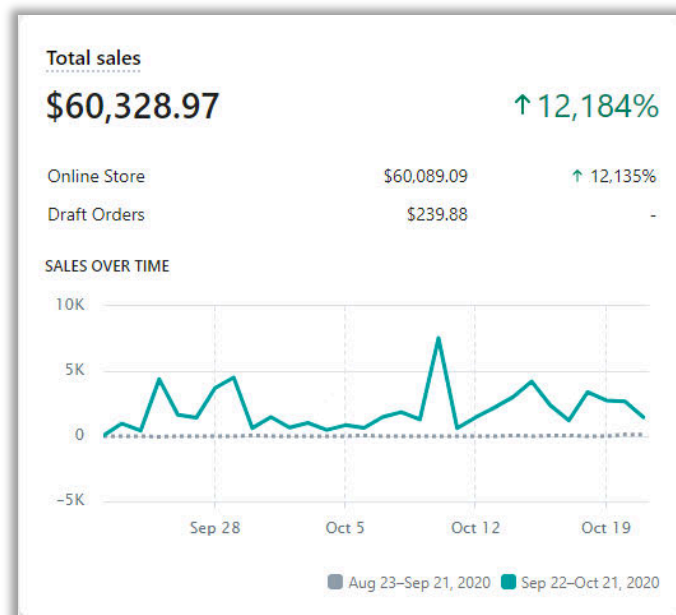 Total sales
$60,328.97 ↑12,184%
Online Store $60,089.09 ↑ 12,135%
Draft Orders $239.88 -
SALES OVER TIME
10K
5K
0
−5K
Sep 28 Oct 5 Oct 12 Oct 19
Aug 23–Sep 21, 2020 Sep 22–Oct 21, 2020